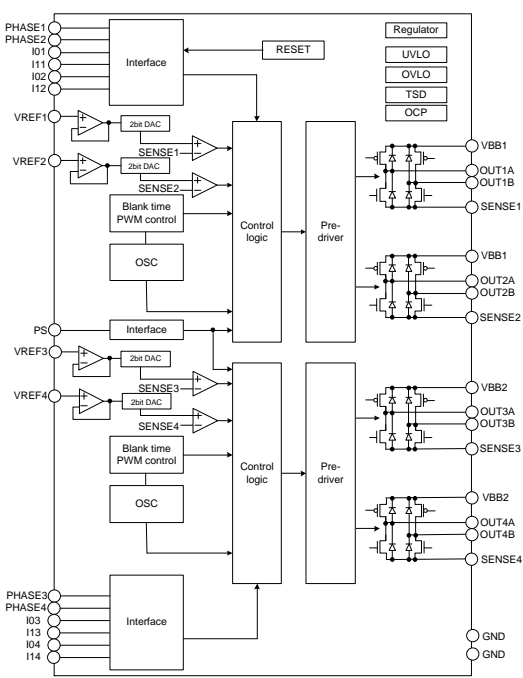 PHASE1
PHASE2
I01
I11
I02
I12
Interface
RESET
Regulator
UVLO
OVLO
TSD
OCP
VREF1
2bit DAC
SENSE1
VREF2
2bit DAC
SENSE2
Blank time
PWM control
OSC
Control
logic
Pre-
driver
VBB1
OUT1A
OUT1B
SENSE1
VBB1
OUT2A
OUT2B
SENSE2
PS
Interface
VREF3
2bit DAC
SENSE3
VREF4
2bit DAC
SENSE4
Blank time
PWM control
OSC
Control
logic
Pre-
driver
VBB2
OUT3A
OUT3B
SENSE3
VBB2
OUT4A
OUT4B
SENSE4
PHASE3
PHASE4
I03
I13
I04
I14
Interface
GND
GND